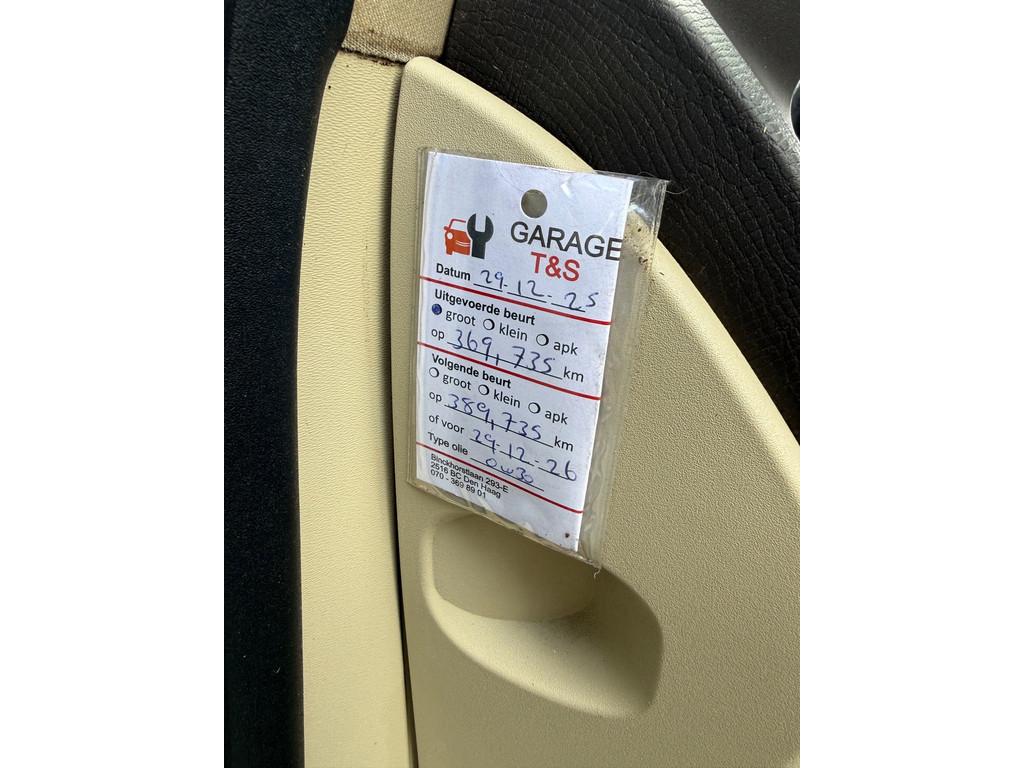 GARAGE
T&S
Datum 29-12-25
Uitgevoerde beurt
groot klein apk
op 369,735 km
Volgende beurt
groot klein apk
op 389,735 km
of voor 29-12-26
Type olie 0w30
Binckhorstlaan 293-E
2516 BC Den Haag
070 - 369 89 01